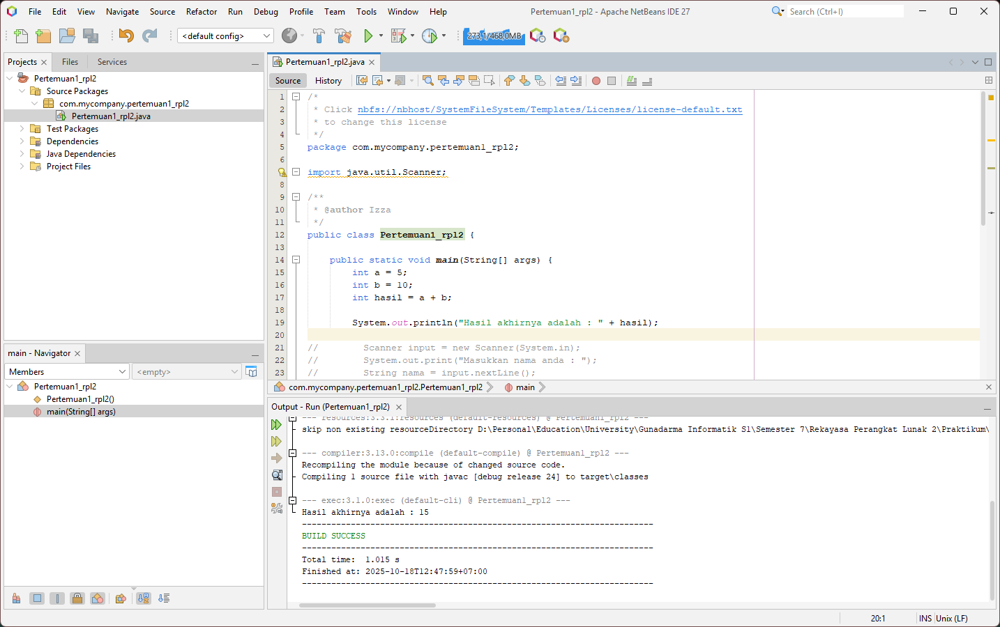 File Edit View Navigate Source Refactor Run Debug Profile Team Tools Window Help Pertemuan1_rpl2 - Apache NetBeans IDE 27 Search (Ctrl+I)
<default config> 273,1/468,0MB
Projects Files Services
Pertemuan1_rpl2
Source Packages
com.mycompany.pertemuan1_rpl2
Pertemuan1_rpl2.java
Test Packages
Dependencies
Java Dependencies
Project Files
main - Navigator
Members <empty>
Pertemuan1_rpl2
Pertemuan1_rpl2()
main(String[] args)
Pertemuan1_rpl2.java
Source History
1 /*
2 * Click nbfs://nbhost/SystemFileSystem/Templates/Licenses/license-default.txt
3 * to change this license
4 */
5 package com.mycompany.pertemuan1_rpl2;
6
import java.util.Scanner;
8
9 /**
10 * @author Izza
11 */
12 public class Pertemuan1_rpl2 {
13
14 public static void main(String[] args) {
15 int a = 5;
16 int b = 10;
17 int hasil = a + b;
18
19 System.out.println("Hasil akhirnya adalah : " + hasil);
20
21 // Scanner input = new Scanner(System.in);
22 // System.out.print("Masukkan nama anda : ");
23 // String nama = input.nextLine();
com.mycompany.pertemuan1_rpl2.Pertemuan1_rpl2 main
Output - Run (Pertemuan1_rpl2)
--- resources:3.3.1:resources (default-resources) @ Pertemuan1_rpl2 ---
skip non existing resourceDirectory D:\Personal\Education\University\Gunadarma Informatik S1\Semester 7\Rekayasa Perangkat Lunak 2\Praktikum\
--- compiler:3.13.0:compile (default-compile) @ Pertemuan1_rpl2 ---
Recompiling the module because of changed source code.
Compiling 1 source file with javac [debug release 24] to target\classes
--- exec:3.1.0:exec (default-cli) @ Pertemuan1_rpl2 ---
Hasil akhirnya adalah : 15
------------------------------------------------------------------------
BUILD SUCCESS
------------------------------------------------------------------------
Total time:  1.015 s
Finished at: 2025-10-18T12:47:59+07:00
------------------------------------------------------------------------
20:1 INS Unix (LF)